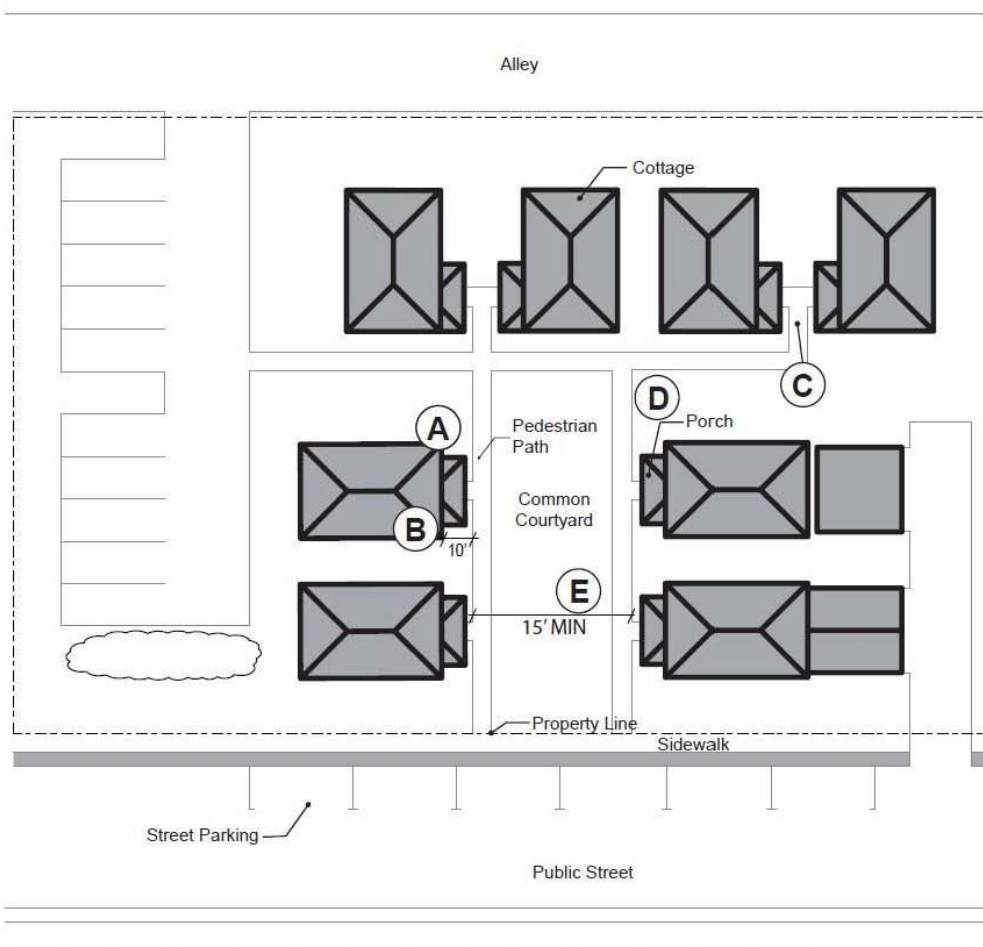 Alley
Cottage
C
D
A
Porch
Pedestrian
Path
Common
Courtyard
B
10'
E
15' MIN
Property Line
Sidewalk
Street Parking
Public Street